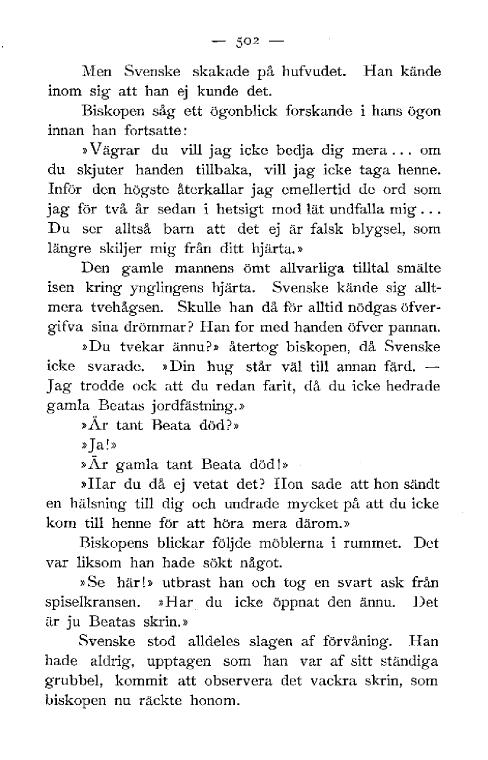 — 502 —
Men Svenske skakade på hufvudet. Han kände
inom sig att han ej kunde det.
Biskopen såg ett ögonblick forskande i hans ögon
innan han fortsatte:
»Vägrar du vill jag icke bedja dig mera... om
du skjuter handen tillbaka, vill jag icke taga henne.
Inför den högste återkallar jag emellertid de ord som
jag för två år sedan i hetsigt mod lät undfalla mig...
Du ser alltså barn att det ej är falsk blygsel, som
längre skiljer mig från ditt hjärta.»
Den gamle mannens ömt allvarliga tilltal smälte
isen kring ynglingens hjärta. Svenske kände sig allt-
mera tvehågsen. Skulle han då för alltid nödgas öfver-
gifva sina drömmar? Han for med handen öfver pannan.
»Du tvekar ännu?» återtog biskopen, då Svenske
icke svarade. »Din hug står väl till annan färd. —
Jag trodde ock att du redan farit, då du icke hedrade
gamla Beatas jordfästning.»
»Är tant Beata död?»
»Ja!»
»Är gamla tant Beata död!»
»Har du då ej vetat det? Hon sade att hon sändt
en hälsning till dig och undrade mycket på att du icke
kom till henne för att höra mera därom.»
Biskopens blickar följde möblerna i rummet. Det
var liksom han hade sökt något.
»Se här!» utbrast han och tog en svart ask från
spiselkransen. »Har du icke öppnat den ännu. Det
är ju Beatas skrin.»
Svenske stod alldeles slagen af förvåning. Han
hade aldrig, upptagen som han var af sitt ständiga
grubbel, kommit att observera det vackra skrin, som
biskopen nu räckte honom.